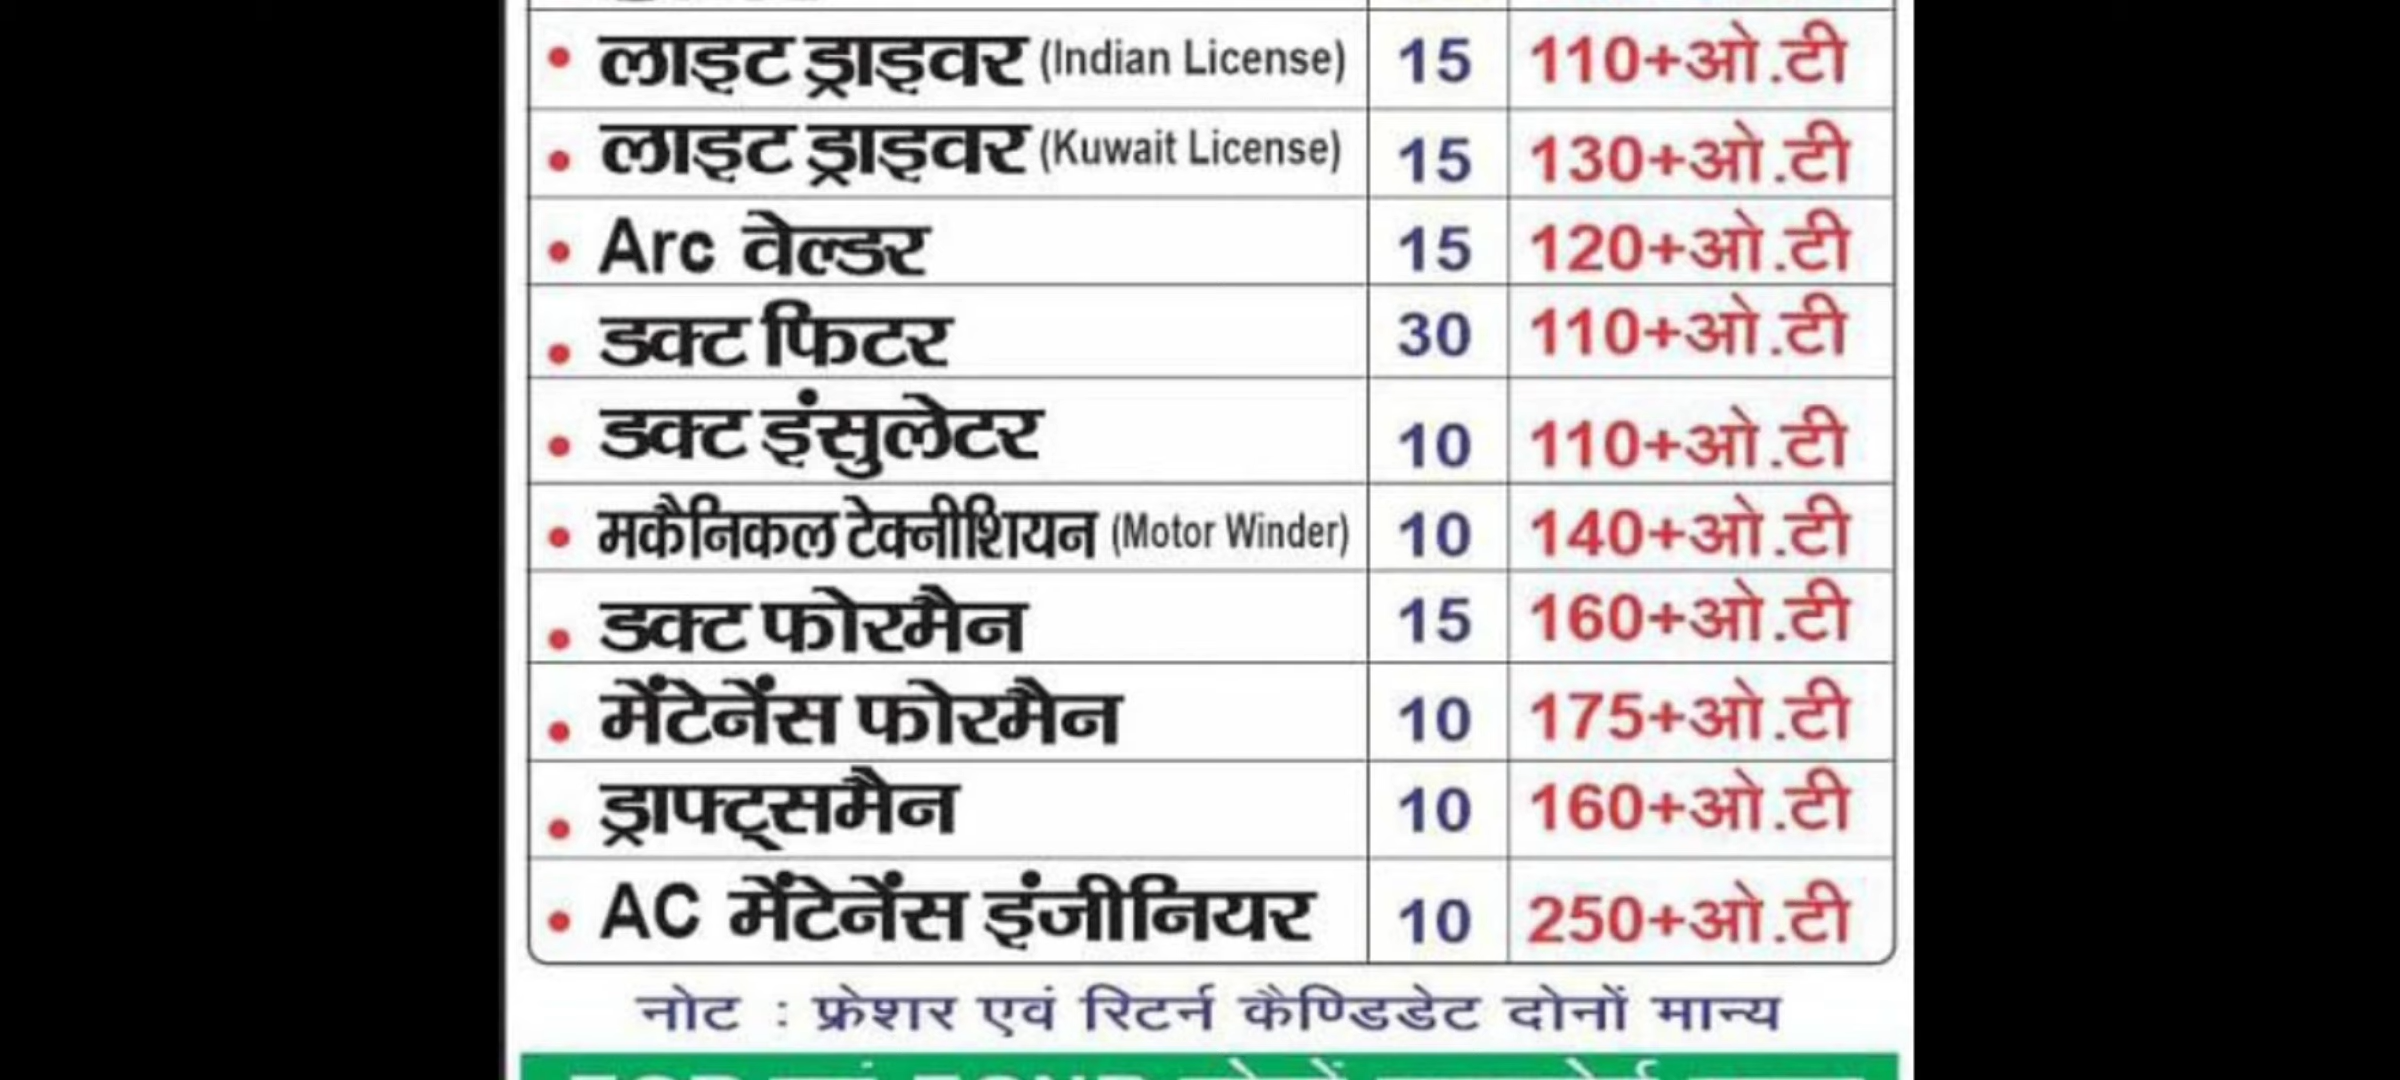 • लाइट ड्राइवर (Indian License) 15 110+ओ.टी
• लाइट ड्राइवर (Kuwait License) 15 130+ओ.टी
• Arc वेल्डर 15 120+ओ.टी
• डक्ट फिटर 30 110+ओ.टी
• डक्ट इंसुलेटर 10 110+ओ.टी
• मकैनिकल टेक्नीशियन (Motor Winder) 10 140+ओ.टी
• डक्ट फोरमैन 15 160+ओ.टी
• मेंटेनेंस फोरमैन 10 175+ओ.टी
• ड्राफ्ट्समैन 10 160+ओ.टी
• AC मेंटेनेंस इंजीनियर 10 250+ओ.टी
नोट : फ्रेशर एवं रिटर्न कैण्डिडेट दोनों मान्य